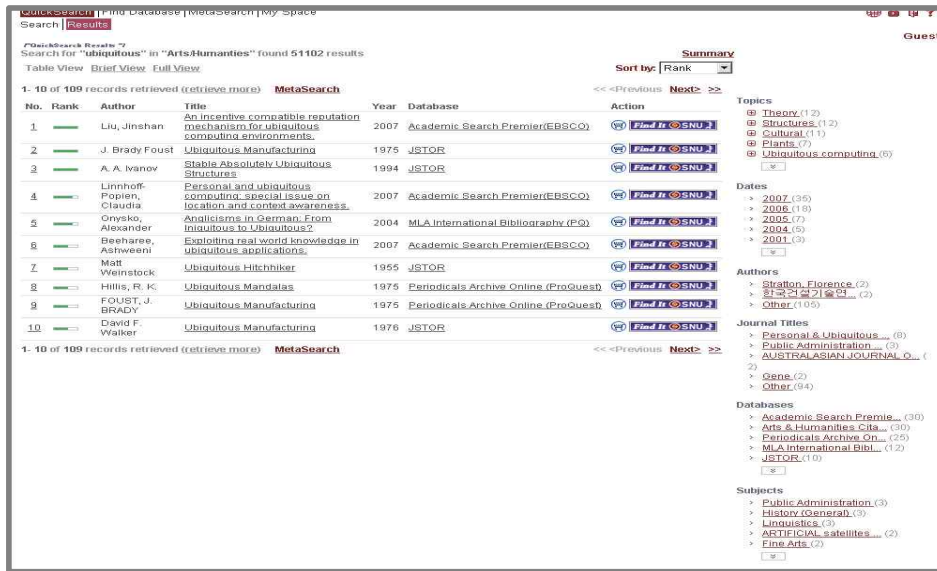 QuickSearch | Find Database | MetaSearch | My Space
Search | Results
Guest
/*QuickSearch Results */
Search for "ubiquitous" in "Arts/Humanties" found 51102 results
Summary
Table View Brief View Full View
Sort by: Rank
1- 10 of 109 records retrieved (retrieve more) MetaSearch
<< <Previous Next> >>
No. Rank Author Title Year Database Action
1 Liu, Jinshan An incentive compatible reputation mechanism for ubiquitous computing environments. 2007 Academic Search Premier(EBSCO) Find It @SNU
2 J. Brady Foust Ubiquitous Manufacturing 1975 JSTOR Find It @SNU
3 A. A. Ivanov Stable Absolutely Ubiquitous Structures 1994 JSTOR Find It @SNU
4 Linnhoff-Popien, Claudia Personal and ubiquitous computing: special issue on location and context awareness. 2007 Academic Search Premier(EBSCO) Find It @SNU
5 Onysko, Alexander Anglicisms in German: From Iniquitous to Ubiquitous? 2004 MLA International Bibliography (PQ) Find It @SNU
6 Beeharee, Ashweeni Exploiting real world knowledge in ubiquitous applications. 2007 Academic Search Premier(EBSCO) Find It @SNU
7 Matt Weinstock Ubiquitous Hitchhiker 1955 JSTOR Find It @SNU
8 Hillis, R. K. Ubiquitous Mandalas 1975 Periodicals Archive Online (ProQuest) Find It @SNU
9 FOUST, J. BRADY Ubiquitous Manufacturing 1975 Periodicals Archive Online (ProQuest) Find It @SNU
10 David F. Walker Ubiquitous Manufacturing 1976 JSTOR Find It @SNU
1- 10 of 109 records retrieved (retrieve more) MetaSearch
<< <Previous Next> >>
Topics
Theory (12)
Structures (12)
Cultural (11)
Plants (7)
Ubiquitous computing (6)
Dates
> 2007 (35)
> 2006 (18)
> 2005 (7)
> 2004 (5)
> 2001 (3)
Authors
> Stratton, Florence (2)
> 한국건설기술연... (2)
> Other (105)
Journal Titles
> Personal & Ubiquitous ... (8)
> Public Administration ... (3)
> AUSTRALASIAN JOURNAL O... (
2)
> Gene (2)
> Other (94)
Databases
> Academic Search Premie... (30)
> Arts & Humanities Cita... (30)
> Periodicals Archive On... (25)
> MLA International Bibl... (12)
> JSTOR (10)
Subjects
> Public Administration (3)
> History (General) (3)
> Linguistics (3)
> ARTIFICIAL satellites ... (2)
> Fine Arts (2)